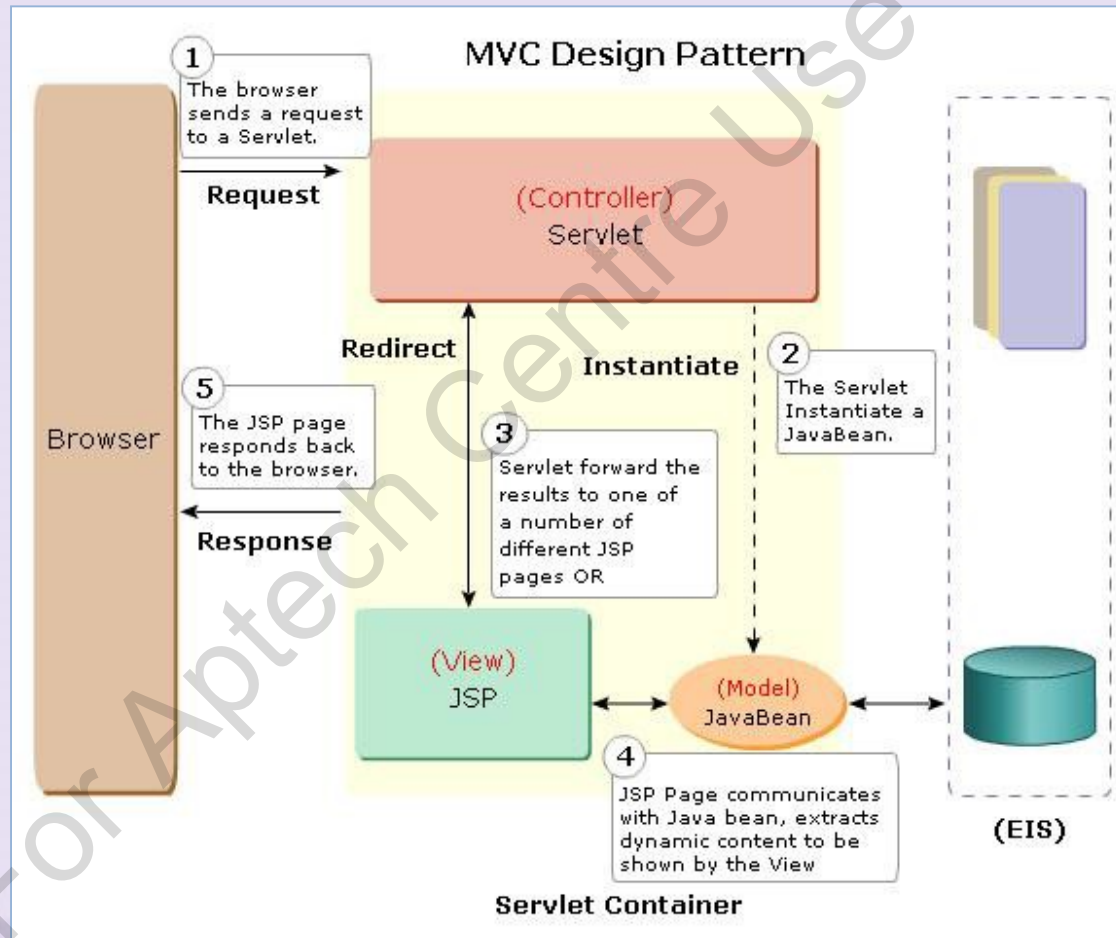 MVC Design Pattern
1
The browser
sends a request
to a Servlet.
Request
(Controller)
Servlet
Redirect
Instantiate
2
The Servlet
Instantiate a
JavaBean.
5
The JSP page
responds back
to the browser.
Browser
Response
3
Servlet forward the
results to one of
a number of
different JSP
pages OR
(View)
JSP
(Model)
JavaBean
4
JSP Page communicates
with Java bean, extracts
dynamic content to be
shown by the View
(EIS)
Servlet Container
For Aptech Centre Use